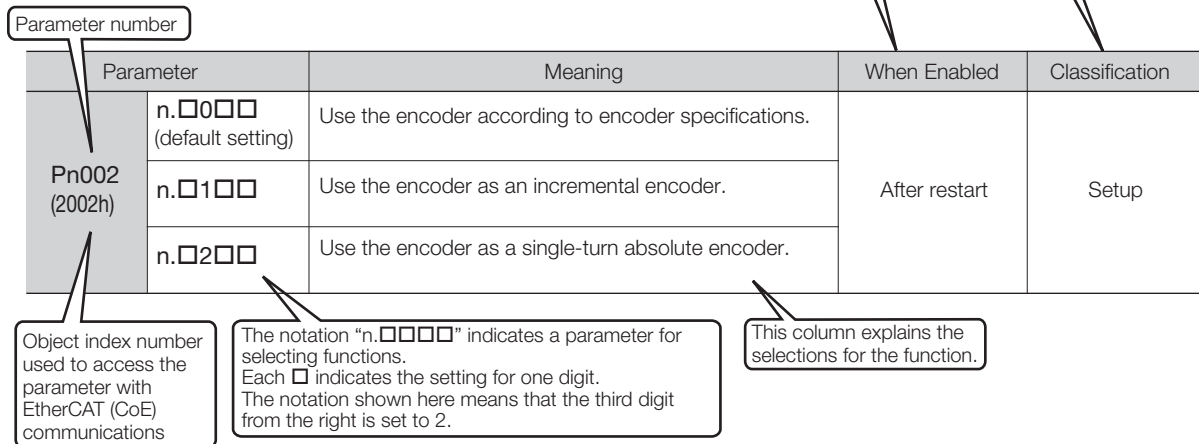 Parameter number
Parameter Meaning When Enabled Classification
Pn002
(2002h)
n.□0□□
(default setting)
Use the encoder according to encoder specifications.
n.□1□□
Use the encoder as an incremental encoder.
n.□2□□
Use the encoder as a single-turn absolute encoder.
After restart
Setup
Object index number
used to access the
parameter with
EtherCAT (CoE)
communications
The notation “n.□□□□” indicates a parameter for
selecting functions.
Each □ indicates the setting for one digit.
The notation shown here means that the third digit
from the right is set to 2.
This column explains the
selections for the function.